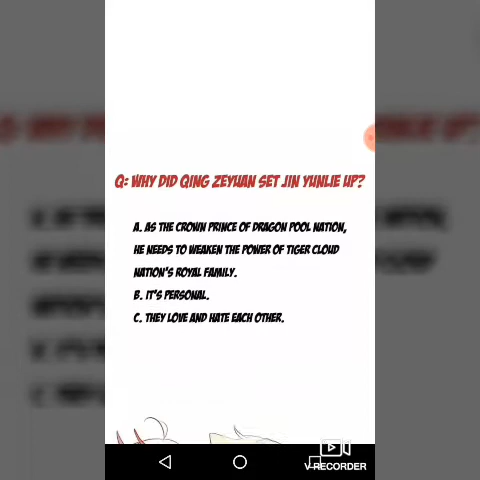 Q: WHY DID QING ZEYUAN SET JIN YUNLIE UP?
A. AS THE CROWN PRINCE OF DRAGON POOL NATION,
HE NEEDS TO WEAKEN THE POWER OF TIGER CLOUD
NATION'S ROYAL FAMILY.
B. IT'S PERSONAL.
C. THEY LOVE AND HATE EACH OTHER.
V RECORDER